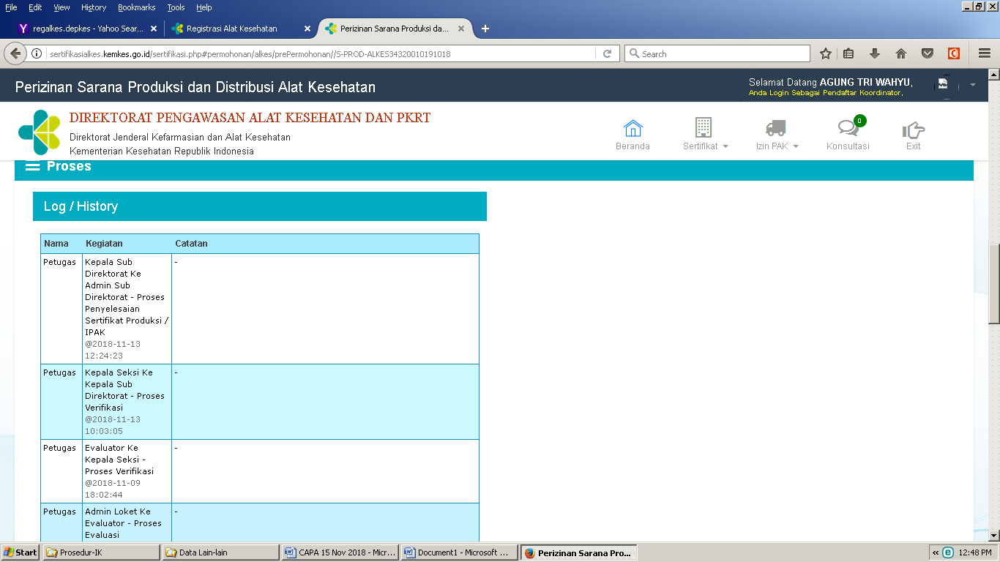 File Edit View History Bookmarks Tools Help
regalkes.depkes - Yahoo Sear...
Registrasi Alat Kesehatan
Perizinan Sarana Produksi da...
sertifikasialkes.kemkes.go.id/sertifikasi.php#permohonan/alkes/prePermohonan//S-PROD-ALKES34320010191018
Search
Perizinan Sarana Produksi dan Distribusi Alat Kesehatan
Selamat Datang AGUNG TRI WAHYU,
Anda Login Sebagai Pendaftar Koordinator,
DIREKTORAT PENGAWASAN ALAT KESEHATAN DAN PKRT
Direktorat Jenderal Kefarmasian dan Alat Kesehatan
Kementerian Kesehatan Republik Indonesia
0
Beranda Sertifikat Izin PAK Konsultasi Exit
Proses
Log / History
Nama Kegiatan Catatan
Petugas Kepala Sub -
Direktorat Ke
Admin Sub
Direktorat - Proses
Penyelesaian
Sertifikat Produksi /
IPAK
@2018-11-13
12:24:23
Petugas Kepala Seksi Ke -
Kepala Sub
Direktorat - Proses
Verifikasi
@2018-11-13
10:03:05
Petugas Evaluator Ke -
Kepala Seksi -
Proses Verifikasi
@2018-11-09
18:02:44
Petugas Admin Loket Ke -
Evaluator - Proses
Evaluasi
Start Prosedur-IK Data Lain-lain CAPA 15 Nov 2018 - Micr... Document1 - Microsoft ... Perizinan Sarana Pro... 12:48 PM